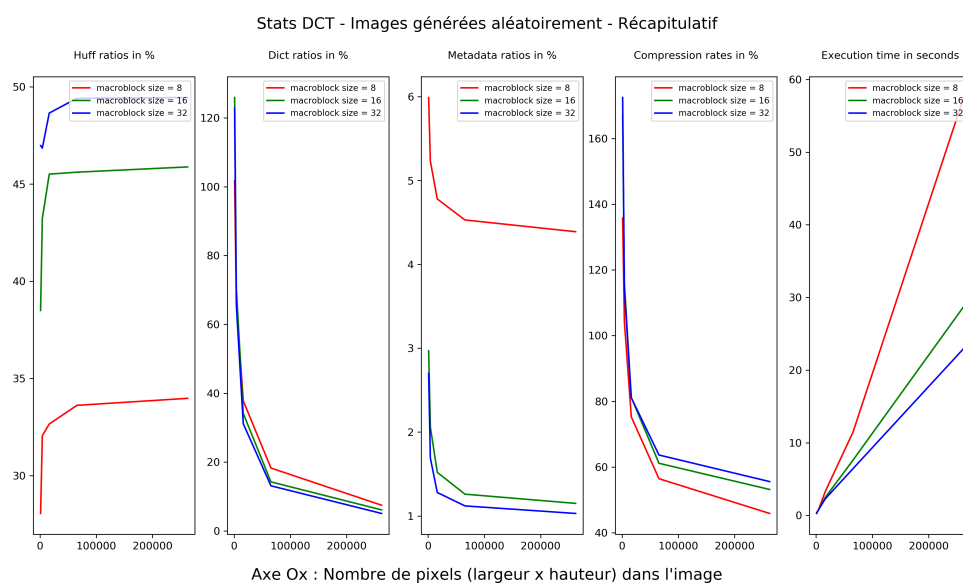 Stats DCT - Images générées aléatoirement - Récapitulatif
Huff ratios in %
Dict ratios in %
Metadata ratios in %
Compression rates in %
Execution time in seconds
macroblock size = 8
macroblock size = 16
macroblock size = 32
50
45
40
35
30
0
100000
200000
macroblock size = 8
macroblock size = 16
macroblock size = 32
120
100
80
60
40
20
0
0
100000
200000
macroblock size = 8
macroblock size = 16
macroblock size = 32
6
5
4
3
2
1
0
100000
200000
macroblock size = 8
macroblock size = 16
macroblock size = 32
160
140
120
100
80
60
40
0
100000
200000
macroblock size = 8
macroblock size = 16
macroblock size = 32
60
50
40
30
20
10
0
0
100000
200000
Axe Ox : Nombre de pixels (largeur x hauteur) dans l'image